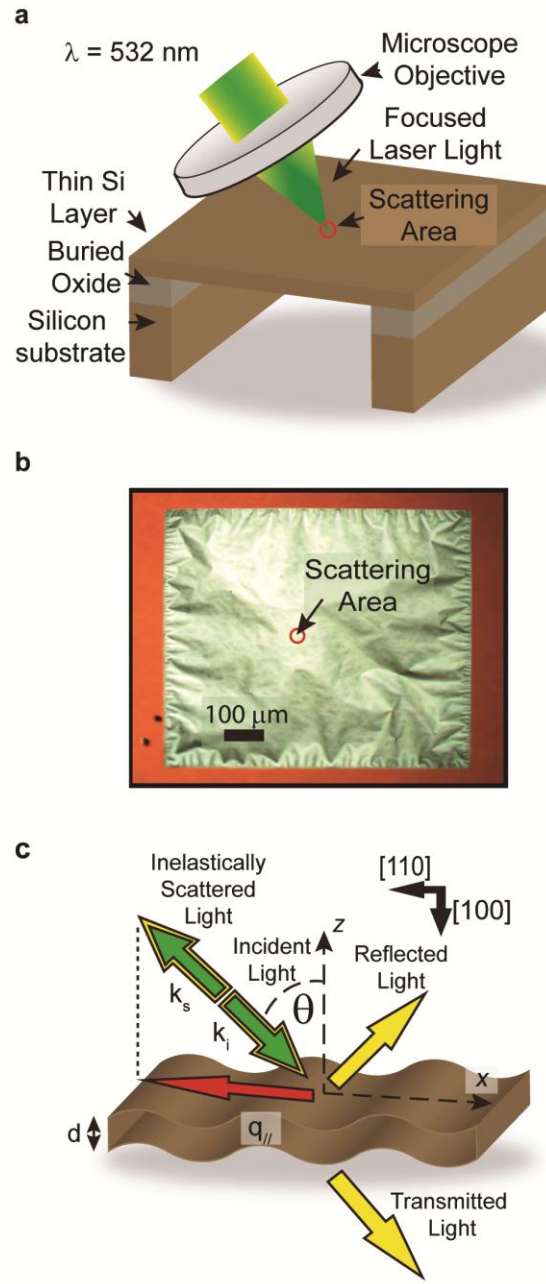 a
λ = 532 nm
Microscope
Objective
Focused
Laser Light
Scattering
Area
Thin Si
Layer
Buried
Oxide
Silicon
substrate
b
Scattering
Area
100 μm
c
Inelastically
Scattered
Light
Incident
Light
[110]
[100]
z
Reflected
Light
θ
k_s
k_i
x
d
q_//
Transmitted
Light